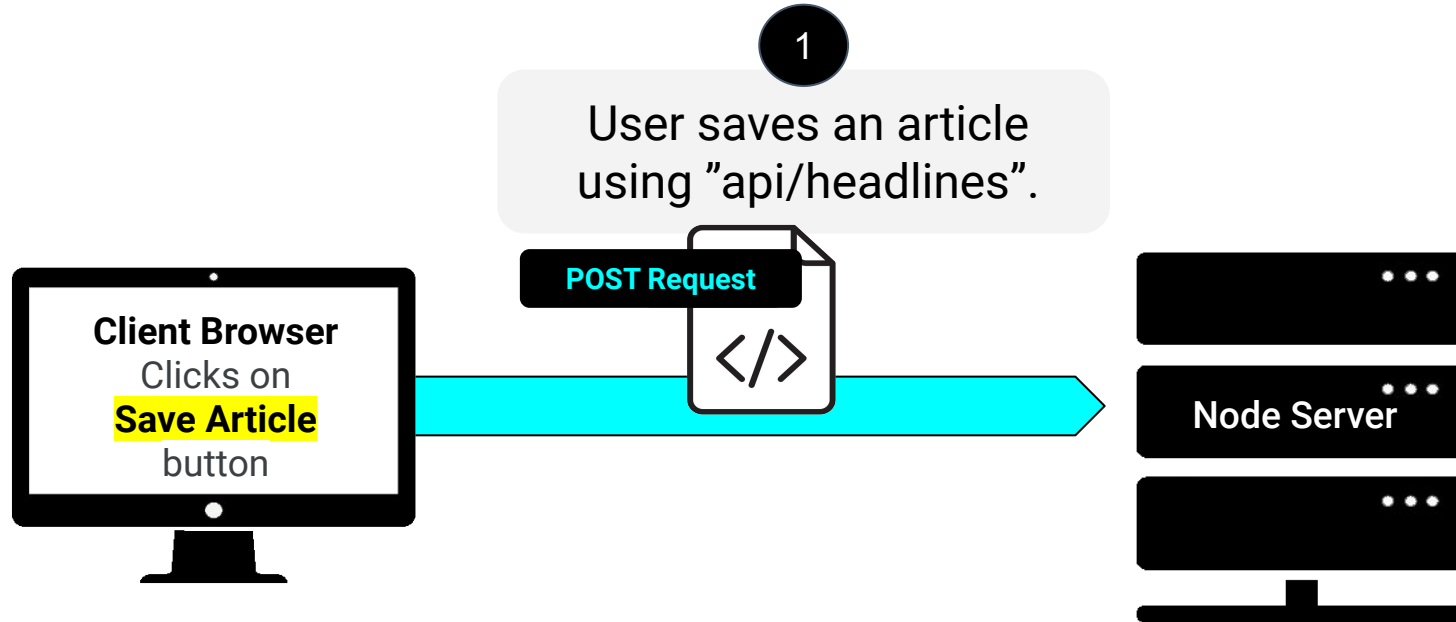 1
User saves an article
using ”api/headlines”.
POST Request
</>
Client Browser
Clicks on
Save Article
button
Node Server